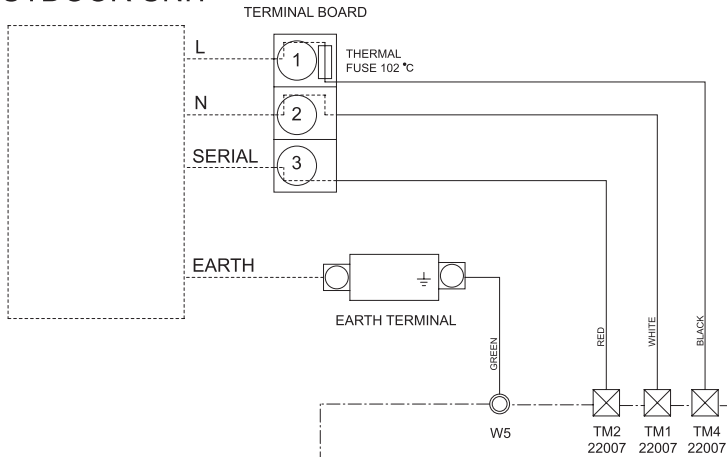 TERMINAL BOARD
L
1
THERMAL
FUSE 102 °C
N
2
SERIAL
3
EARTH
EARTH TERMINAL
GREEN
RED
WHITE
BLACK
W5
TM2
22007
TM1
22007
TM4
22007